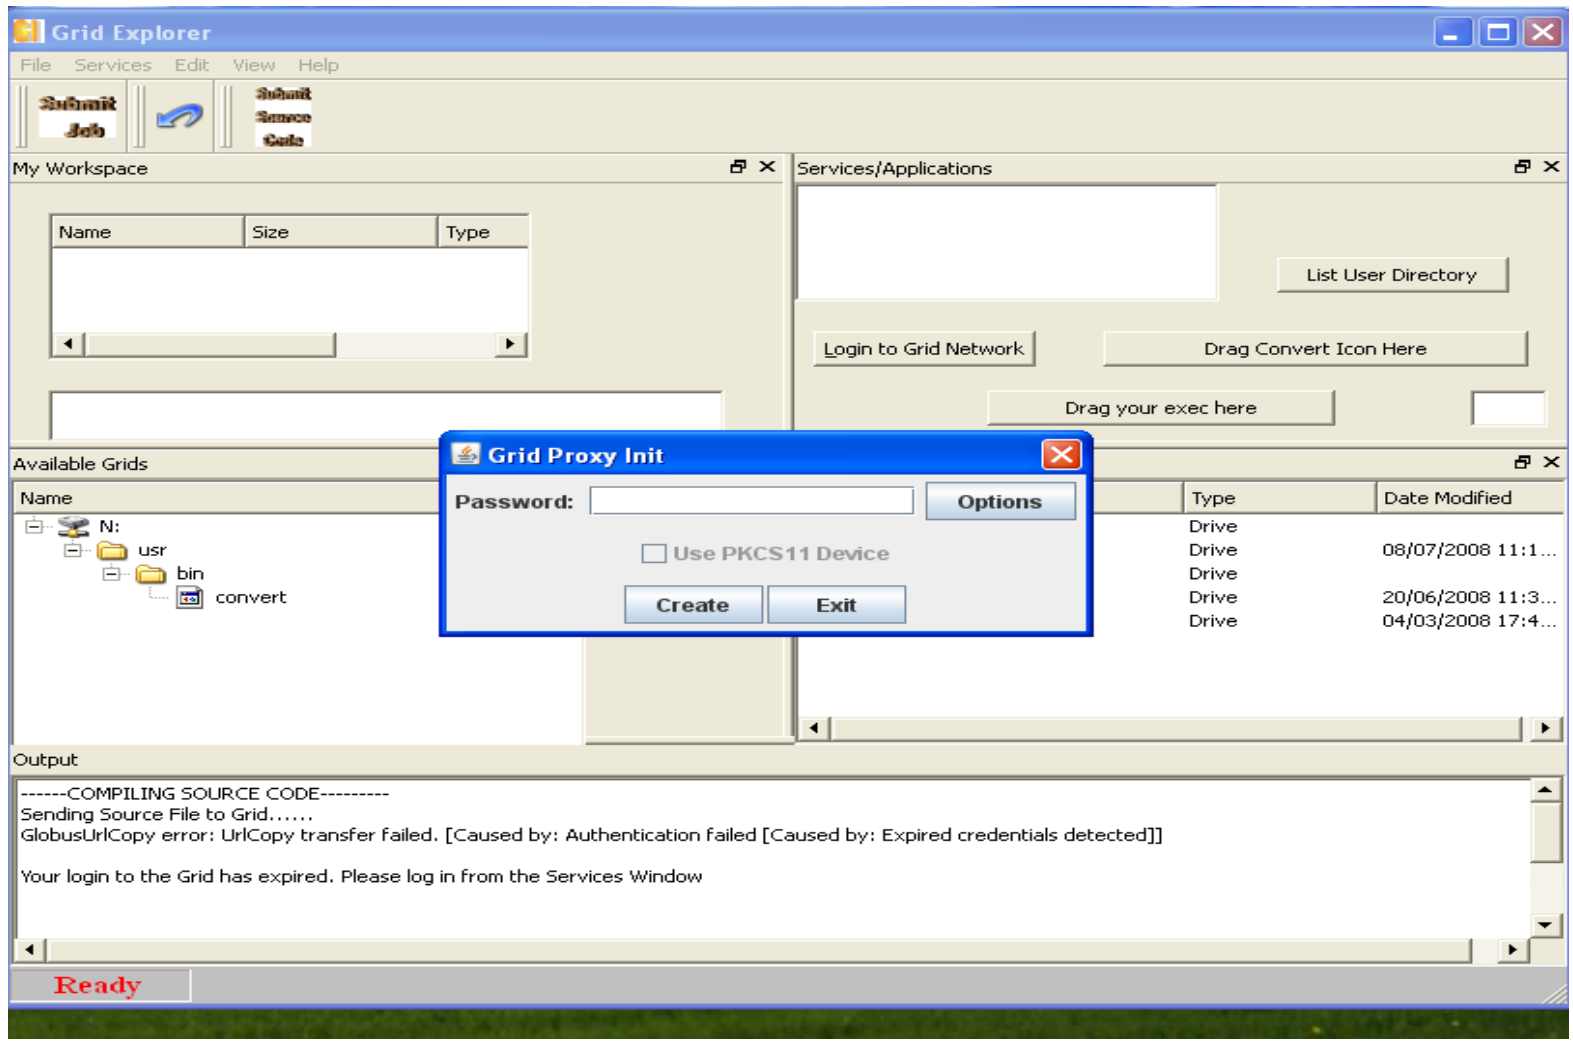 Grid Explorer
File Services Edit View Help
Submit Job
Submit Source Code
My Workspace
Services/Applications
Name Size Type
List User Directory
Login to Grid Network
Drag Convert Icon Here
Drag your exec here
Available Grids
Name
N:
usr
bin
convert
Grid Proxy Init
Password:
Options
Use PKCS11 Device
Create Exit
Type Date Modified
Drive
Drive 08/07/2008 11:1...
Drive
Drive 20/06/2008 11:3...
Drive 04/03/2008 17:4...
Output
------COMPILING SOURCE CODE---------
Sending Source File to Grid......
GlobusUrlCopy error: UrlCopy transfer failed. [Caused by: Authentication failed [Caused by: Expired credentials detected]]
Your login to the Grid has expired. Please log in from the Services Window
Ready